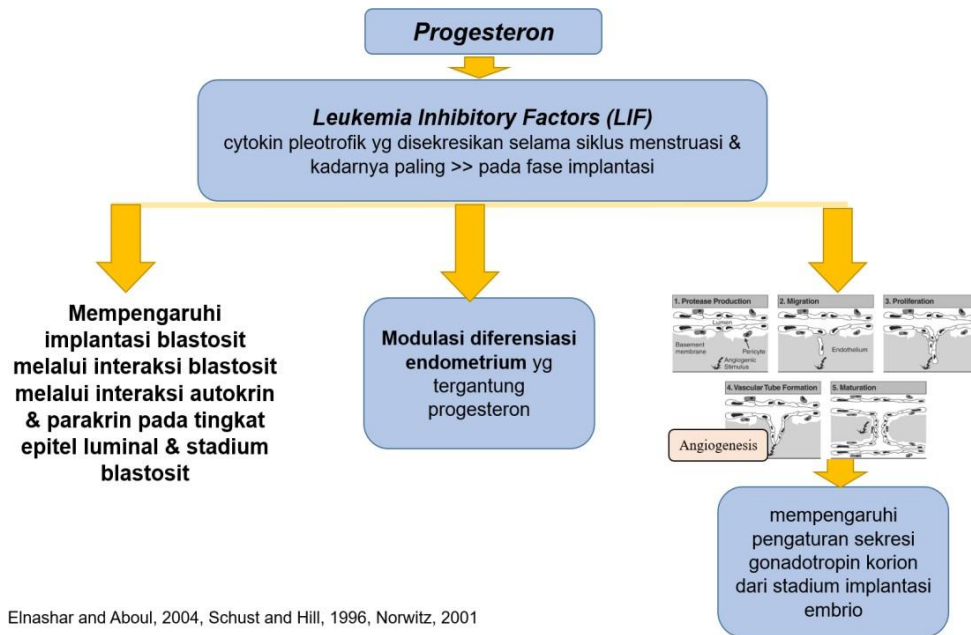 Progesteron
Leukemia Inhibitory Factors (LIF)
cytokin pleotrofik yg disekresikan selama siklus menstruasi &
kadarnya paling >> pada fase implantasi
Mempengaruhi
implantasi blastosit
melalui interaksi blastosit
melalui interaksi autokrin
& parakrin pada tingkat
epitel luminal & stadium
blastosit
Modulasi diferensiasi
endometrium yg
tergantung
progesteron
1. Protease Production
2. Migration
3. Proliferation
Lumen
Basement
membrane
Pericyte
Angiogenic
Stimulus
Endothelium
4. Vascular Tube Formation
5. Maturation
Angiogenesis
mempengaruhi
pengaturan sekresi
gonadotropin korion
dari stadium implantasi
embrio
Elnashar and Aboul, 2004, Schust and Hill, 1996, Norwitz, 2001